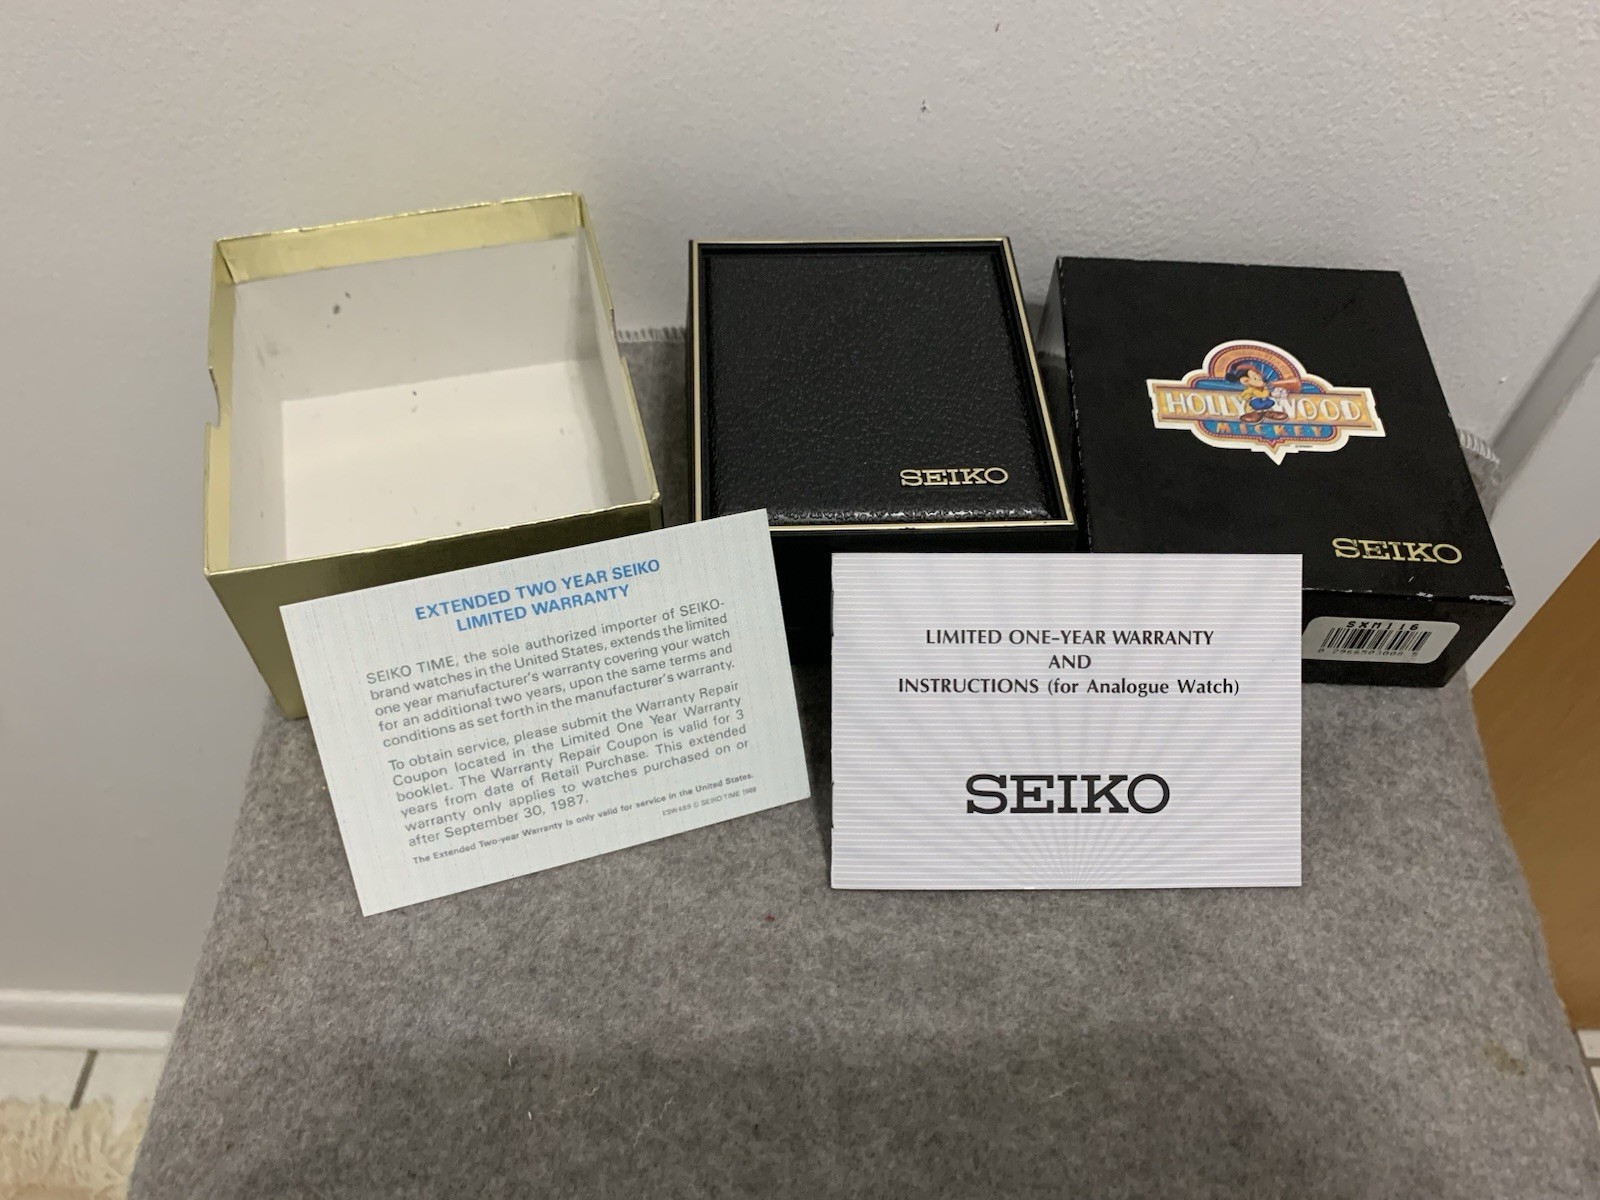 SEIKO
HOLLYWOOD
MICKEY
SEIKO
SXM116
EXTENDED TWO YEAR SEIKO
LIMITED WARRANTY
SEIKO TIME, the sole authorized importer of SEIKO-
brand watches in the United States, extends the limited
one year manufacturer's warranty covering your watch
for an additional two years, upon the same terms and
conditions as set forth in the manufacturer's warranty.
To obtain service, please submit the Warranty Repair
Coupon located in the Limited One Year Warranty
booklet. The Warranty Repair Coupon is valid for 3
years from date of Retail Purchase. This extended
warranty only applies to watches purchased on or
after September 30, 1987.
The Extended Two-year Warranty is only valid for service in the United States.
© SEIKO TIME
LIMITED ONE-YEAR WARRANTY
AND
INSTRUCTIONS (for Analogue Watch)
SEIKO